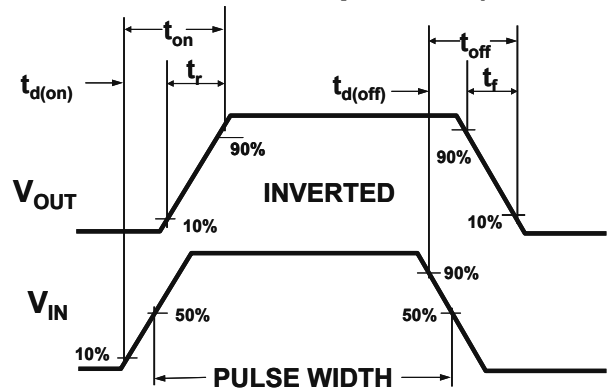 t_on
t_off
t_d(on)
t_r
t_d(off)
t_f
90%
90%
V_OUT
INVERTED
10%
10%
90%
V_IN
50%
50%
10%
PULSE WIDTH